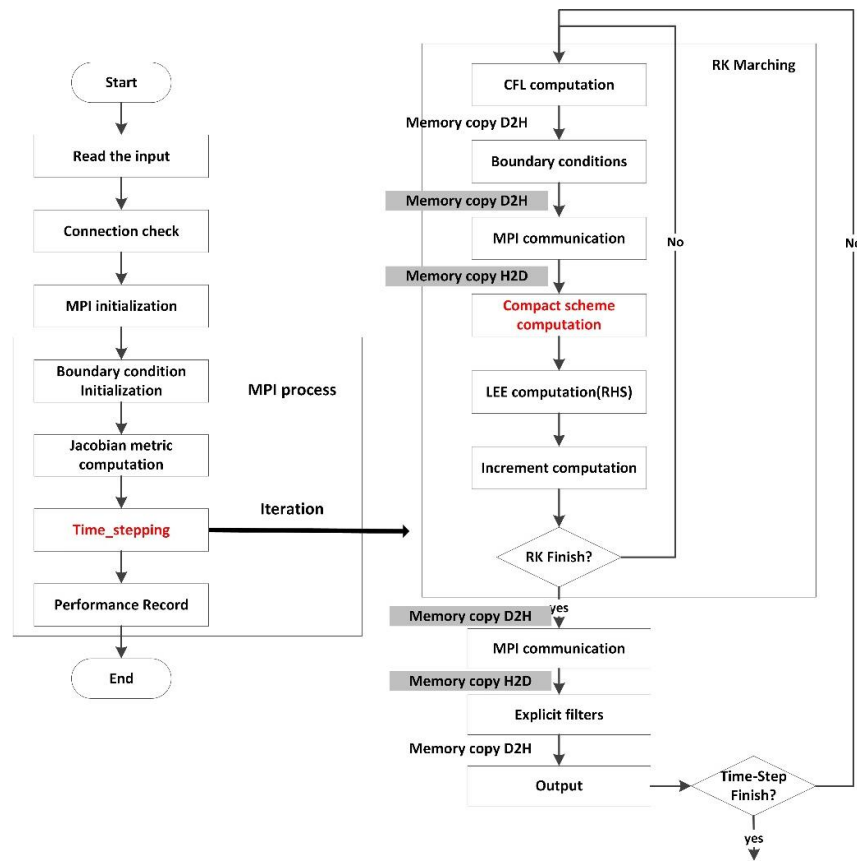 Start
Read the input
Connection check
MPI initialization
Boundary condition
Initialization
MPI process
Jacobian metric
computation
Time_stepping
Iteration
Performance Record
End
RK Marching
CFL computation
Memory copy D2H
Boundary conditions
Memory copy D2H
MPI communication
No
No
Memory copy H2D
Compact scheme
computation
LEE computation(RHS)
Increment computation
RK Finish?
yes
Memory copy D2H
MPI communication
Memory copy H2D
Explicit filters
Memory copy D2H
Output
Time-Step
Finish?
yes